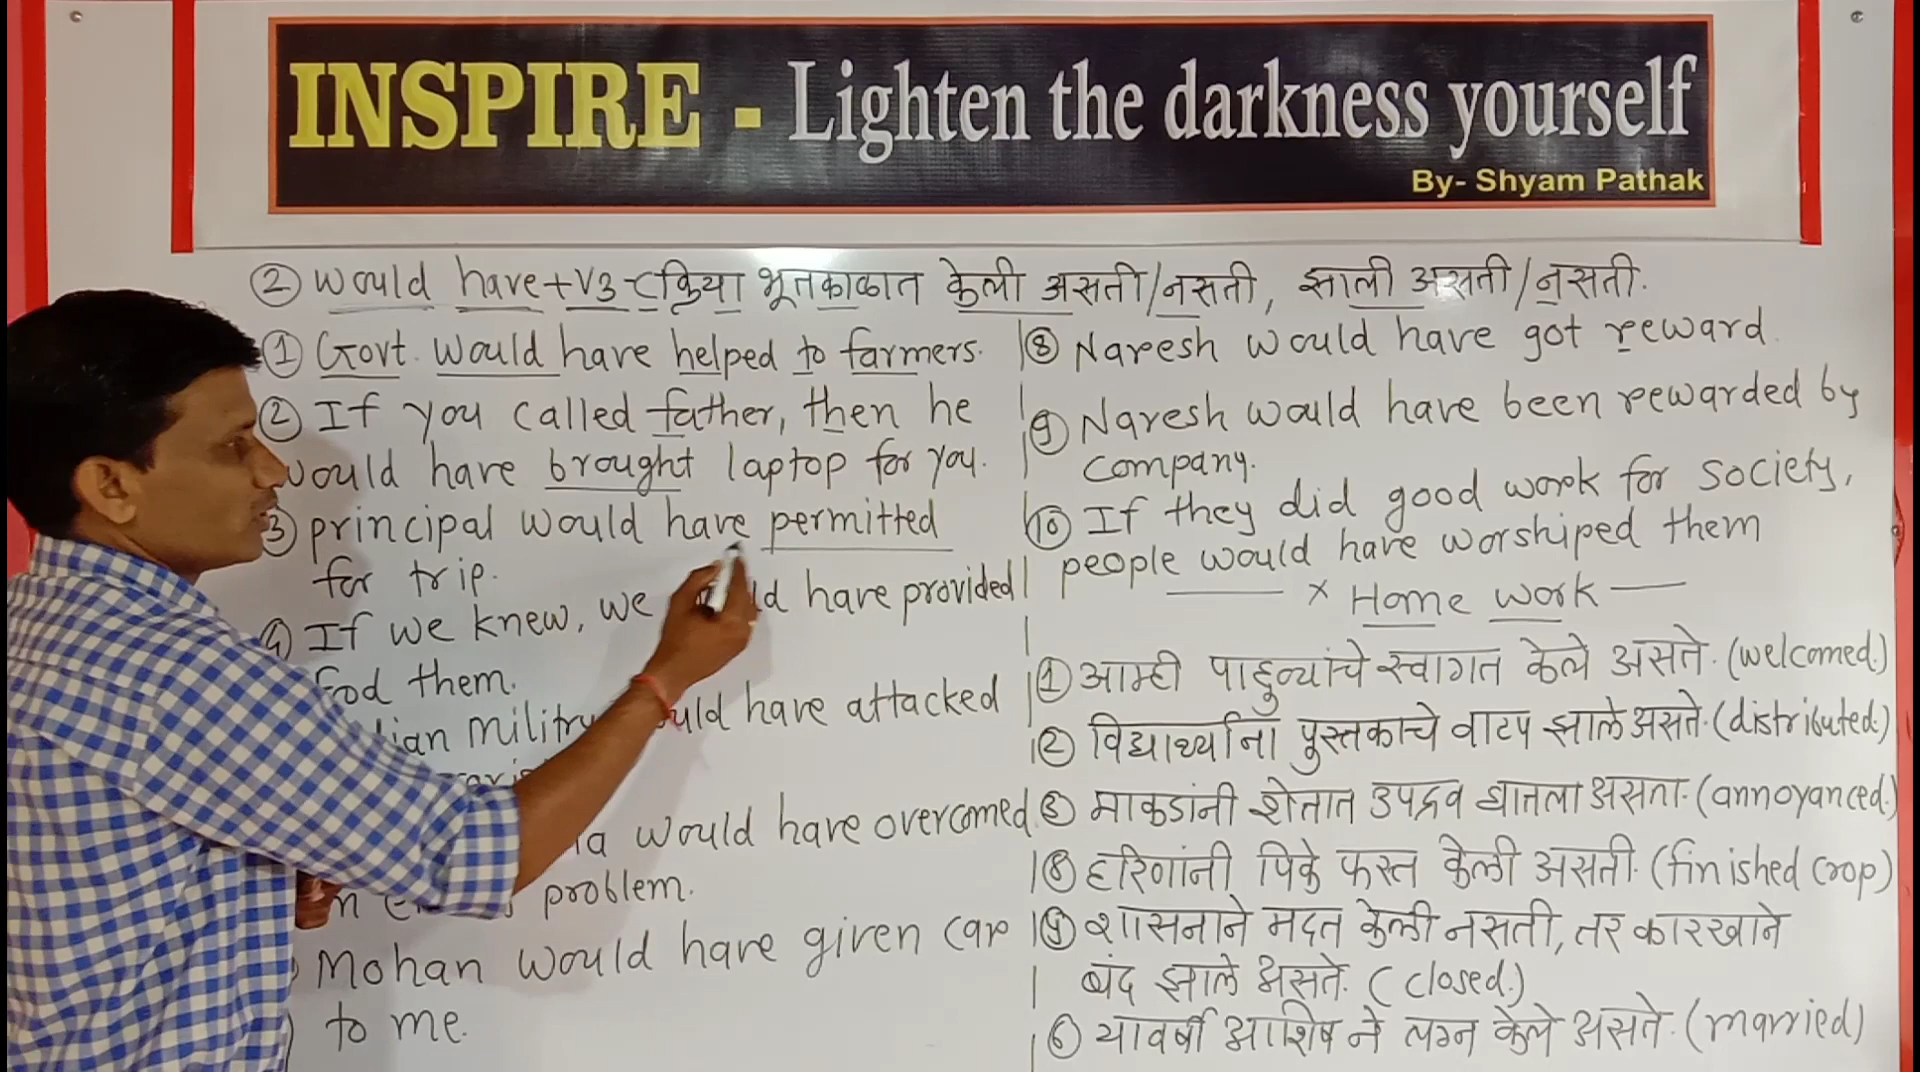 INSPIRE - Lighten the darkness yourself
By- Shyam Pathak
② would have+V3-(क्रिया भूतकाळात केली असती/नसती, झाली असती/नसती.
① Govt. would have helped to farmers.
② If you called father, then he
would have brought laptop for you.
③ principal would have permitted
for trip.
If we knew, we have provided
them.
have attacked
would have overcomed
problem.
Mohan would have given car
to me.
⑧ Naresh would have got reward.
⑨ Naresh would have been rewarded by
company.
⑩ If they did good work for society,
people would have worshiped them
x Home work
① आम्ही पाहुन्यांचे स्वागत केले असते. (welcomed.)
② विद्यार्थ्यांना पुस्तकाचे वाटप झाले असते. (distributed.)
③ माकडांनी शेतात उपद्रव घातला असता. (annoyanced.)
④ हरिणांनी पिके फस्त केली असती. (finished crop)
⑤ शासनाने मदत केली नसती, तर कारखाने
बंद झाले असते. (closed.)
⑥ यावर्षी आशिष ने लग्न केले असते. (married)